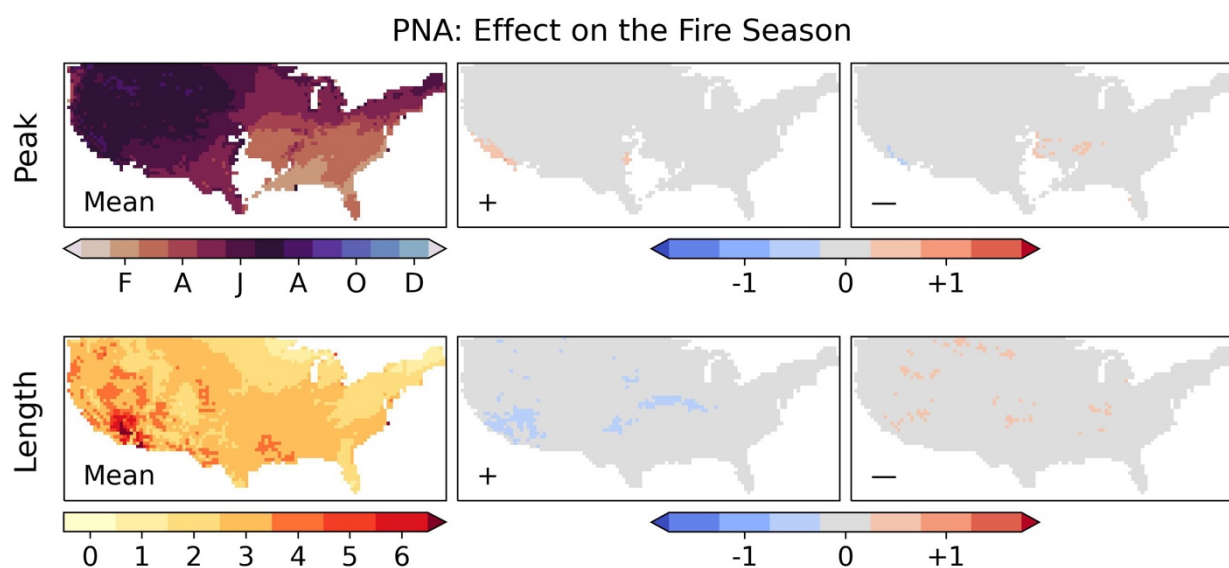 PNA: Effect on the Fire Season
Peak
Mean
+
—
F A J A O D
-1 0 +1
Length
Mean
+
—
0 1 2 3 4 5 6
-1 0 +1